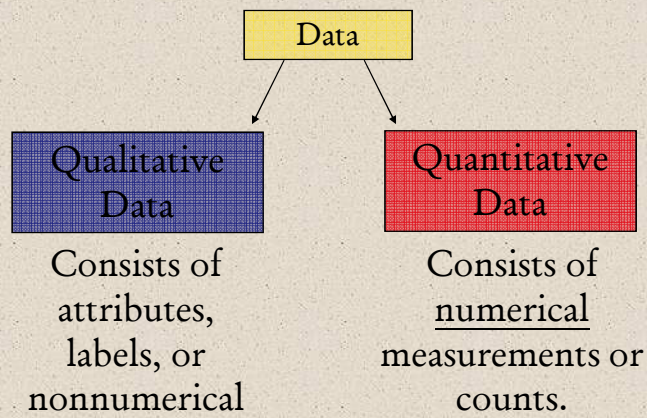 Data
Qualitative
Data
Quantitative
Data
Consists of
attributes,
labels, or
nonnumerical
Consists of
numerical
measurements or
counts.